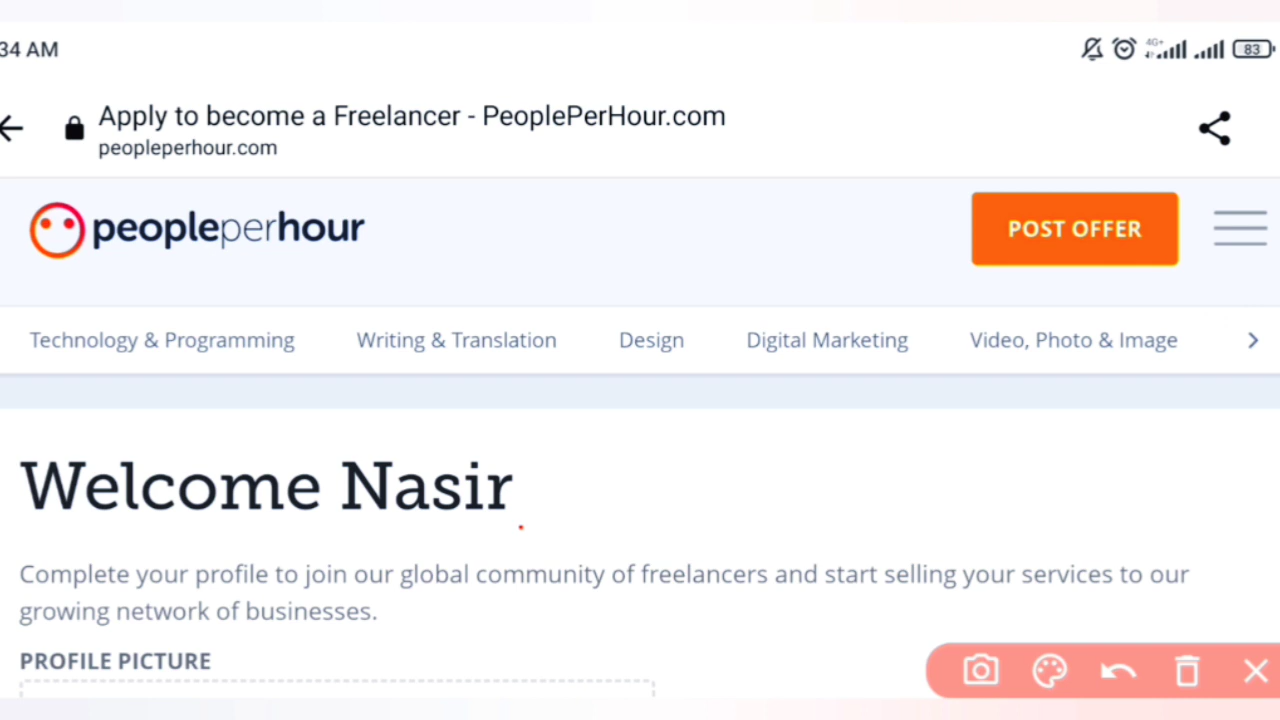 34 AM
4G+
83
Apply to become a Freelancer - PeoplePerHour.com
peopleperhour.com
peopleperhour
POST OFFER
Technology & Programming Writing & Translation Design Digital Marketing Video, Photo & Image
Welcome Nasir
Complete your profile to join our global community of freelancers and start selling your services to our
growing network of businesses.
PROFILE PICTURE